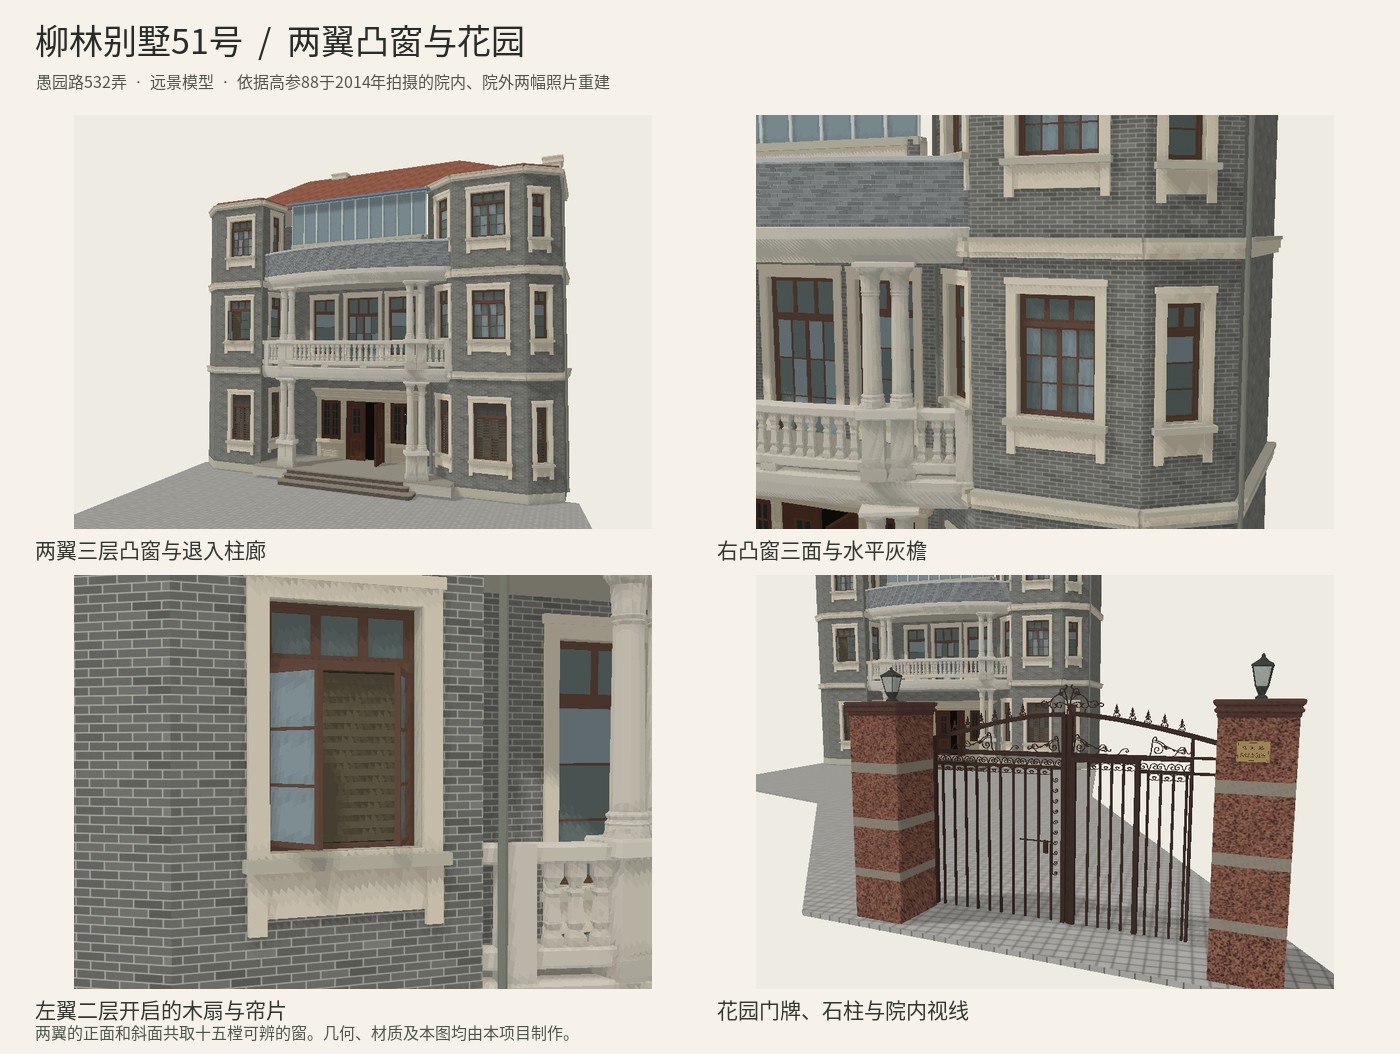 柳林别墅51号 / 两翼凸窗与花园
愚园路532弄 · 远景模型 · 依据高参88于2014年拍摄的院内、院外两幅照片重建
两翼三层凸窗与退入柱廊
右凸窗三面与水平灰檐
左翼二层开启的木扇与帘片
两翼的正面和斜面共取十五樘可辨的窗。几何、材质及本图均由本项目制作。
花园门牌、石柱与院内视线